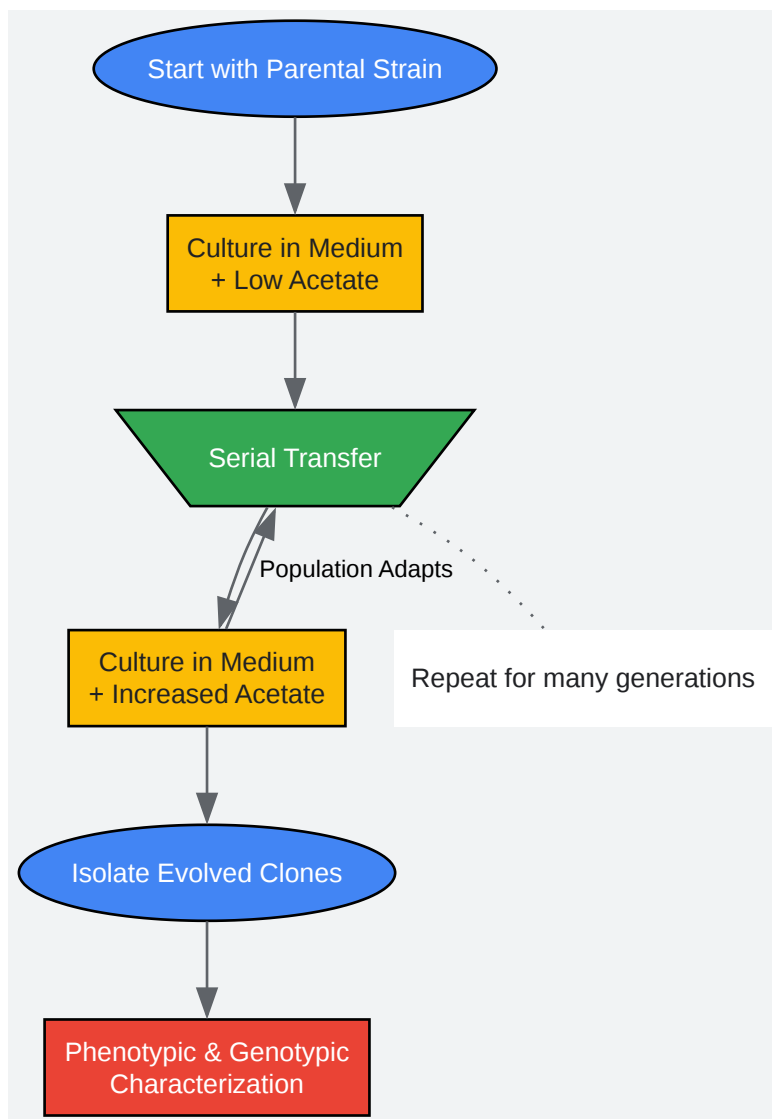 Start with Parental Strain
Culture in Medium
+ Low Acetate
Serial Transfer
Population Adapts
Culture in Medium
+ Increased Acetate
Repeat for many generations
Isolate Evolved Clones
Phenotypic & Genotypic
Characterization